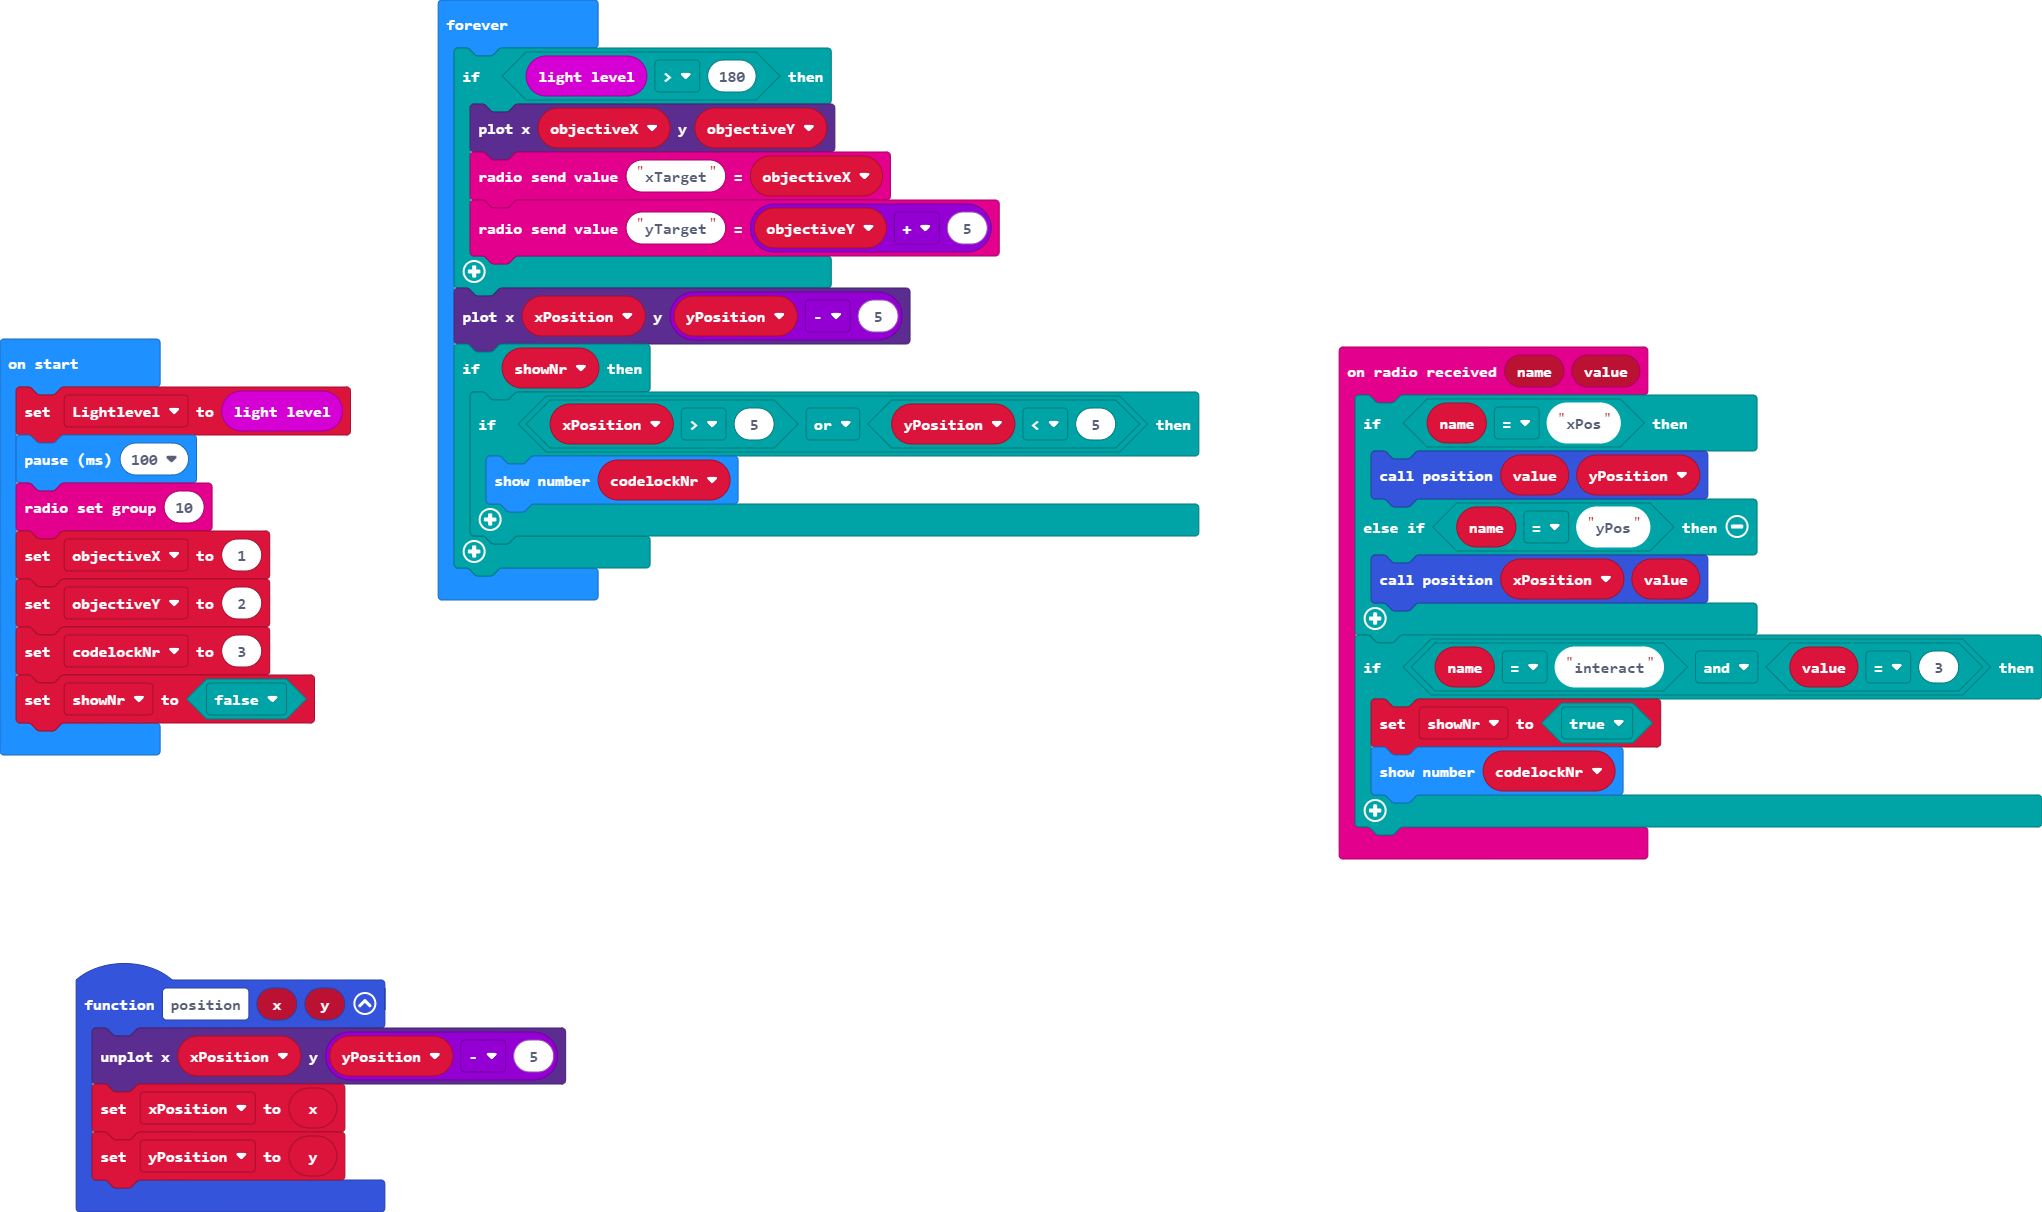 on start
set Lightlevel to light level
pause (ms) 100
radio set group 10
set objectiveX to 1
set objectiveY to 2
set codelockNr to 3
set showNr to false
forever
if light level > 180 then
plot x objectiveX y objectiveY
radio send value "xTarget" = objectiveX
radio send value "yTarget" = objectiveY + 5
plot x xPosition y yPosition - 5
if showNr then
if xPosition > 5 or yPosition < 5 then
show number codelockNr
on radio received name value
if name = "xPos" then
call position value yPosition
else if name = "yPos" then
call position xPosition value
if name = "interact" and value = 3 then
set showNr to true
show number codelockNr
function position x y
unplot x xPosition y yPosition - 5
set xPosition to x
set yPosition to y